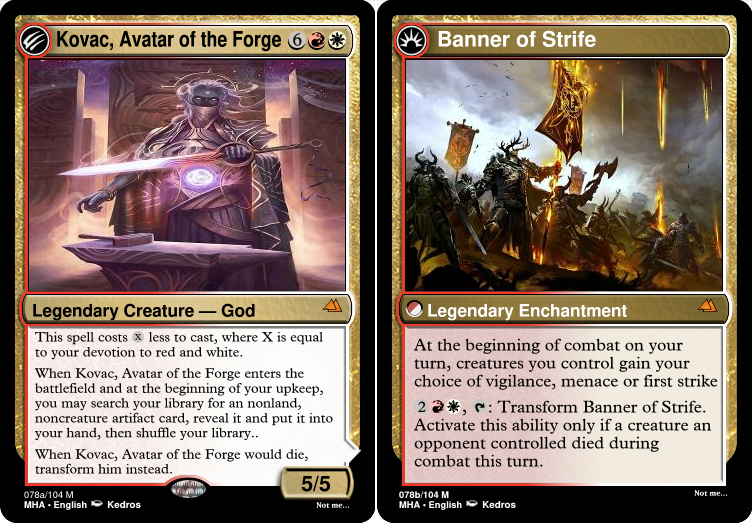 Kovac, Avatar of the Forge 6
Legendary Creature — God
This spell costs X less to cast, where X is equal
to your devotion to red and white.
When Kovac, Avatar of the Forge enters the
battlefield and at the beginning of your upkeep,
you may search your library for an nonland,
noncreature artifact card, reveal it and put it into
your hand, then shuffle your library..
When Kovac, Avatar of the Forge would die,
transform him instead.
5/5
078a/104 M
MHA • English Kedros
Not me...
Banner of Strife
Legendary Enchantment
At the beginning of combat on your
turn, creatures you control gain your
choice of vigilance, menace or first strike
2 , : Transform Banner of Strife.
Activate this ability only if a creature an
opponent controlled died during
combat this turn.
078b/104 M
MHA • English Kedros
Not me...